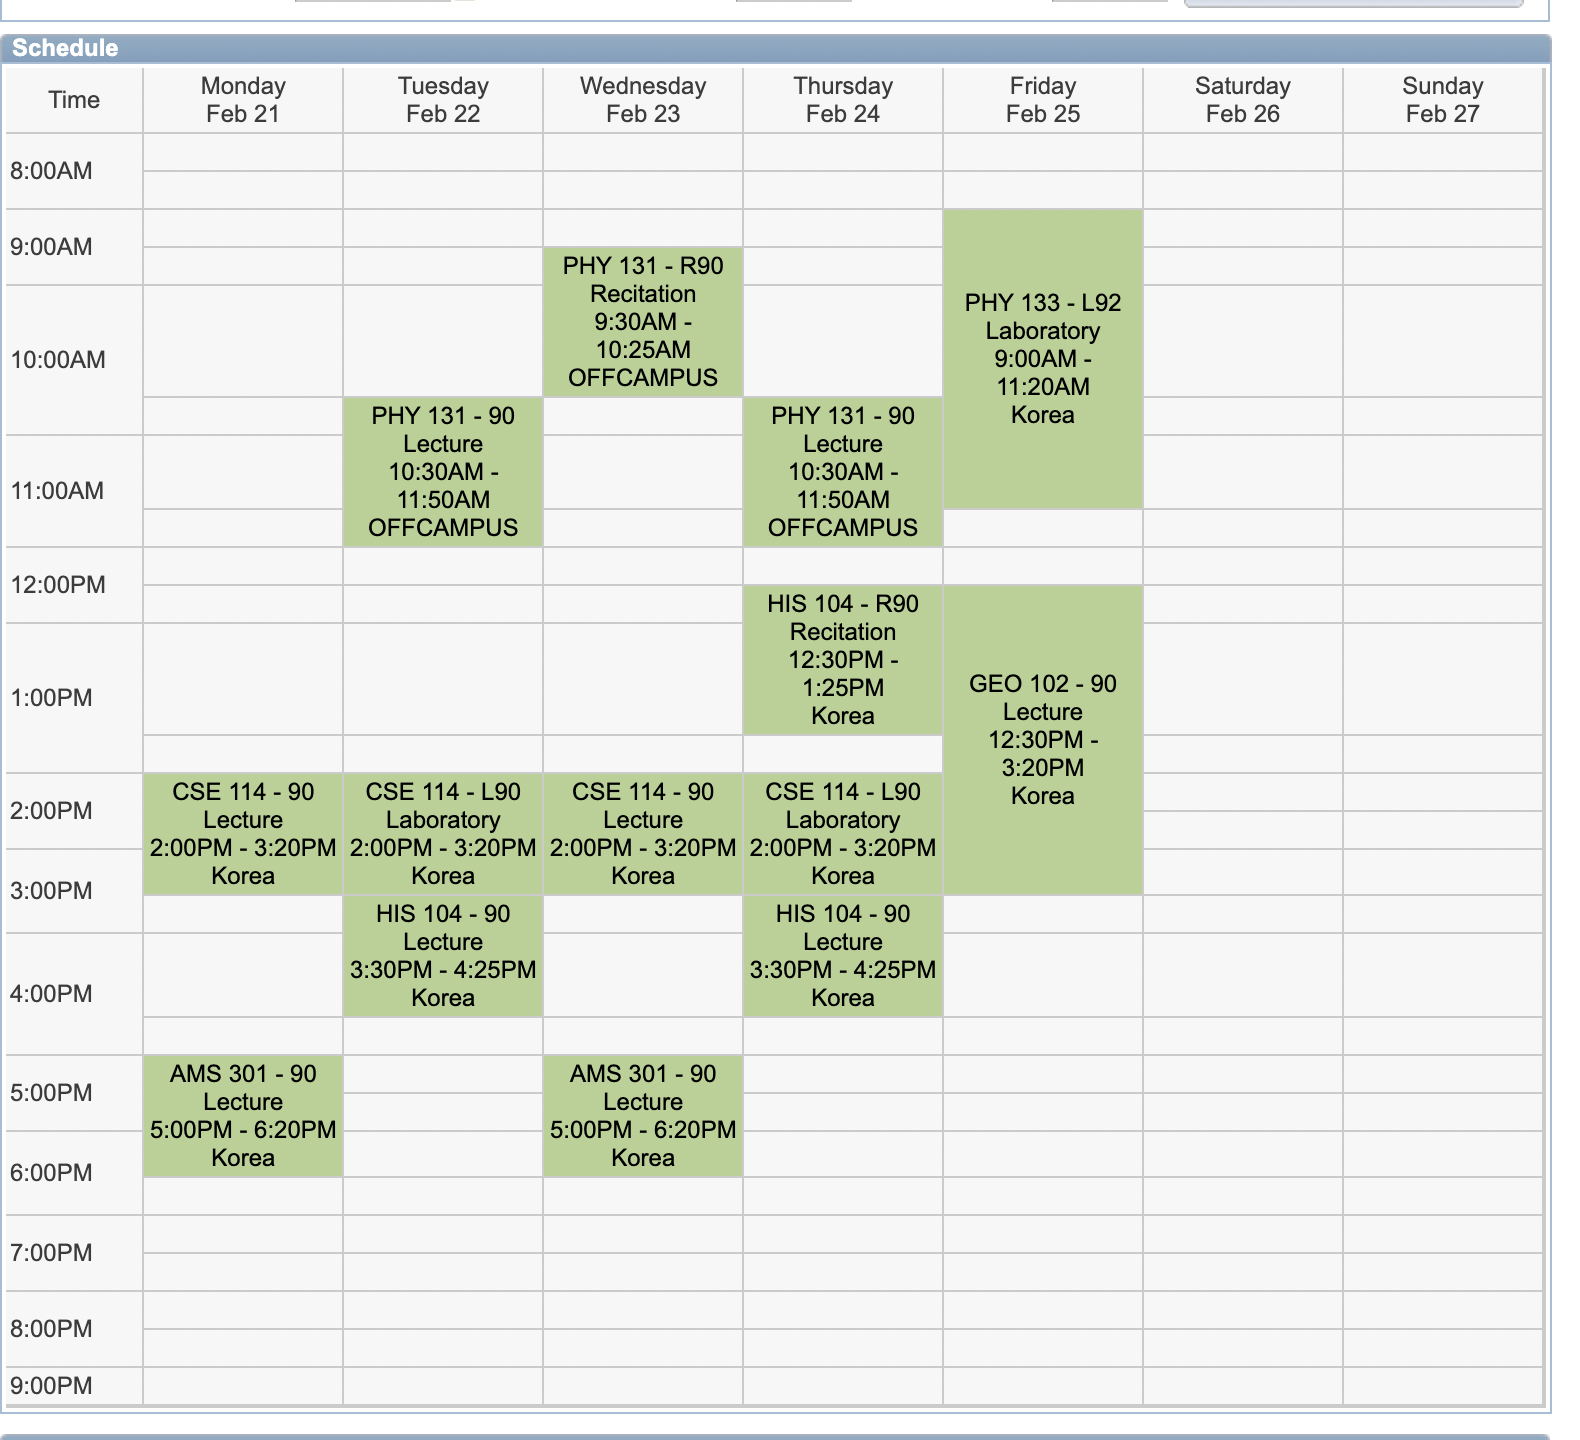 Schedule
Time
Monday
Feb 21
Tuesday
Feb 22
Wednesday
Feb 23
Thursday
Feb 24
Friday
Feb 25
Saturday
Feb 26
Sunday
Feb 27
8:00AM
9:00AM
PHY 131 - R90
Recitation
9:30AM -
10:25AM
OFFCAMPUS
PHY 133 - L92
Laboratory
9:00AM -
11:20AM
Korea
10:00AM
PHY 131 - 90
Lecture
10:30AM -
11:50AM
OFFCAMPUS
PHY 131 - 90
Lecture
10:30AM -
11:50AM
OFFCAMPUS
11:00AM
12:00PM
HIS 104 - R90
Recitation
12:30PM -
1:25PM
Korea
GEO 102 - 90
Lecture
12:30PM -
3:20PM
Korea
1:00PM
2:00PM
CSE 114 - 90
Lecture
2:00PM - 3:20PM
Korea
CSE 114 - L90
Laboratory
2:00PM - 3:20PM
Korea
CSE 114 - 90
Lecture
2:00PM - 3:20PM
Korea
CSE 114 - L90
Laboratory
2:00PM - 3:20PM
Korea
3:00PM
HIS 104 - 90
Lecture
3:30PM - 4:25PM
Korea
HIS 104 - 90
Lecture
3:30PM - 4:25PM
Korea
4:00PM
5:00PM
AMS 301 - 90
Lecture
5:00PM - 6:20PM
Korea
AMS 301 - 90
Lecture
5:00PM - 6:20PM
Korea
6:00PM
7:00PM
8:00PM
9:00PM